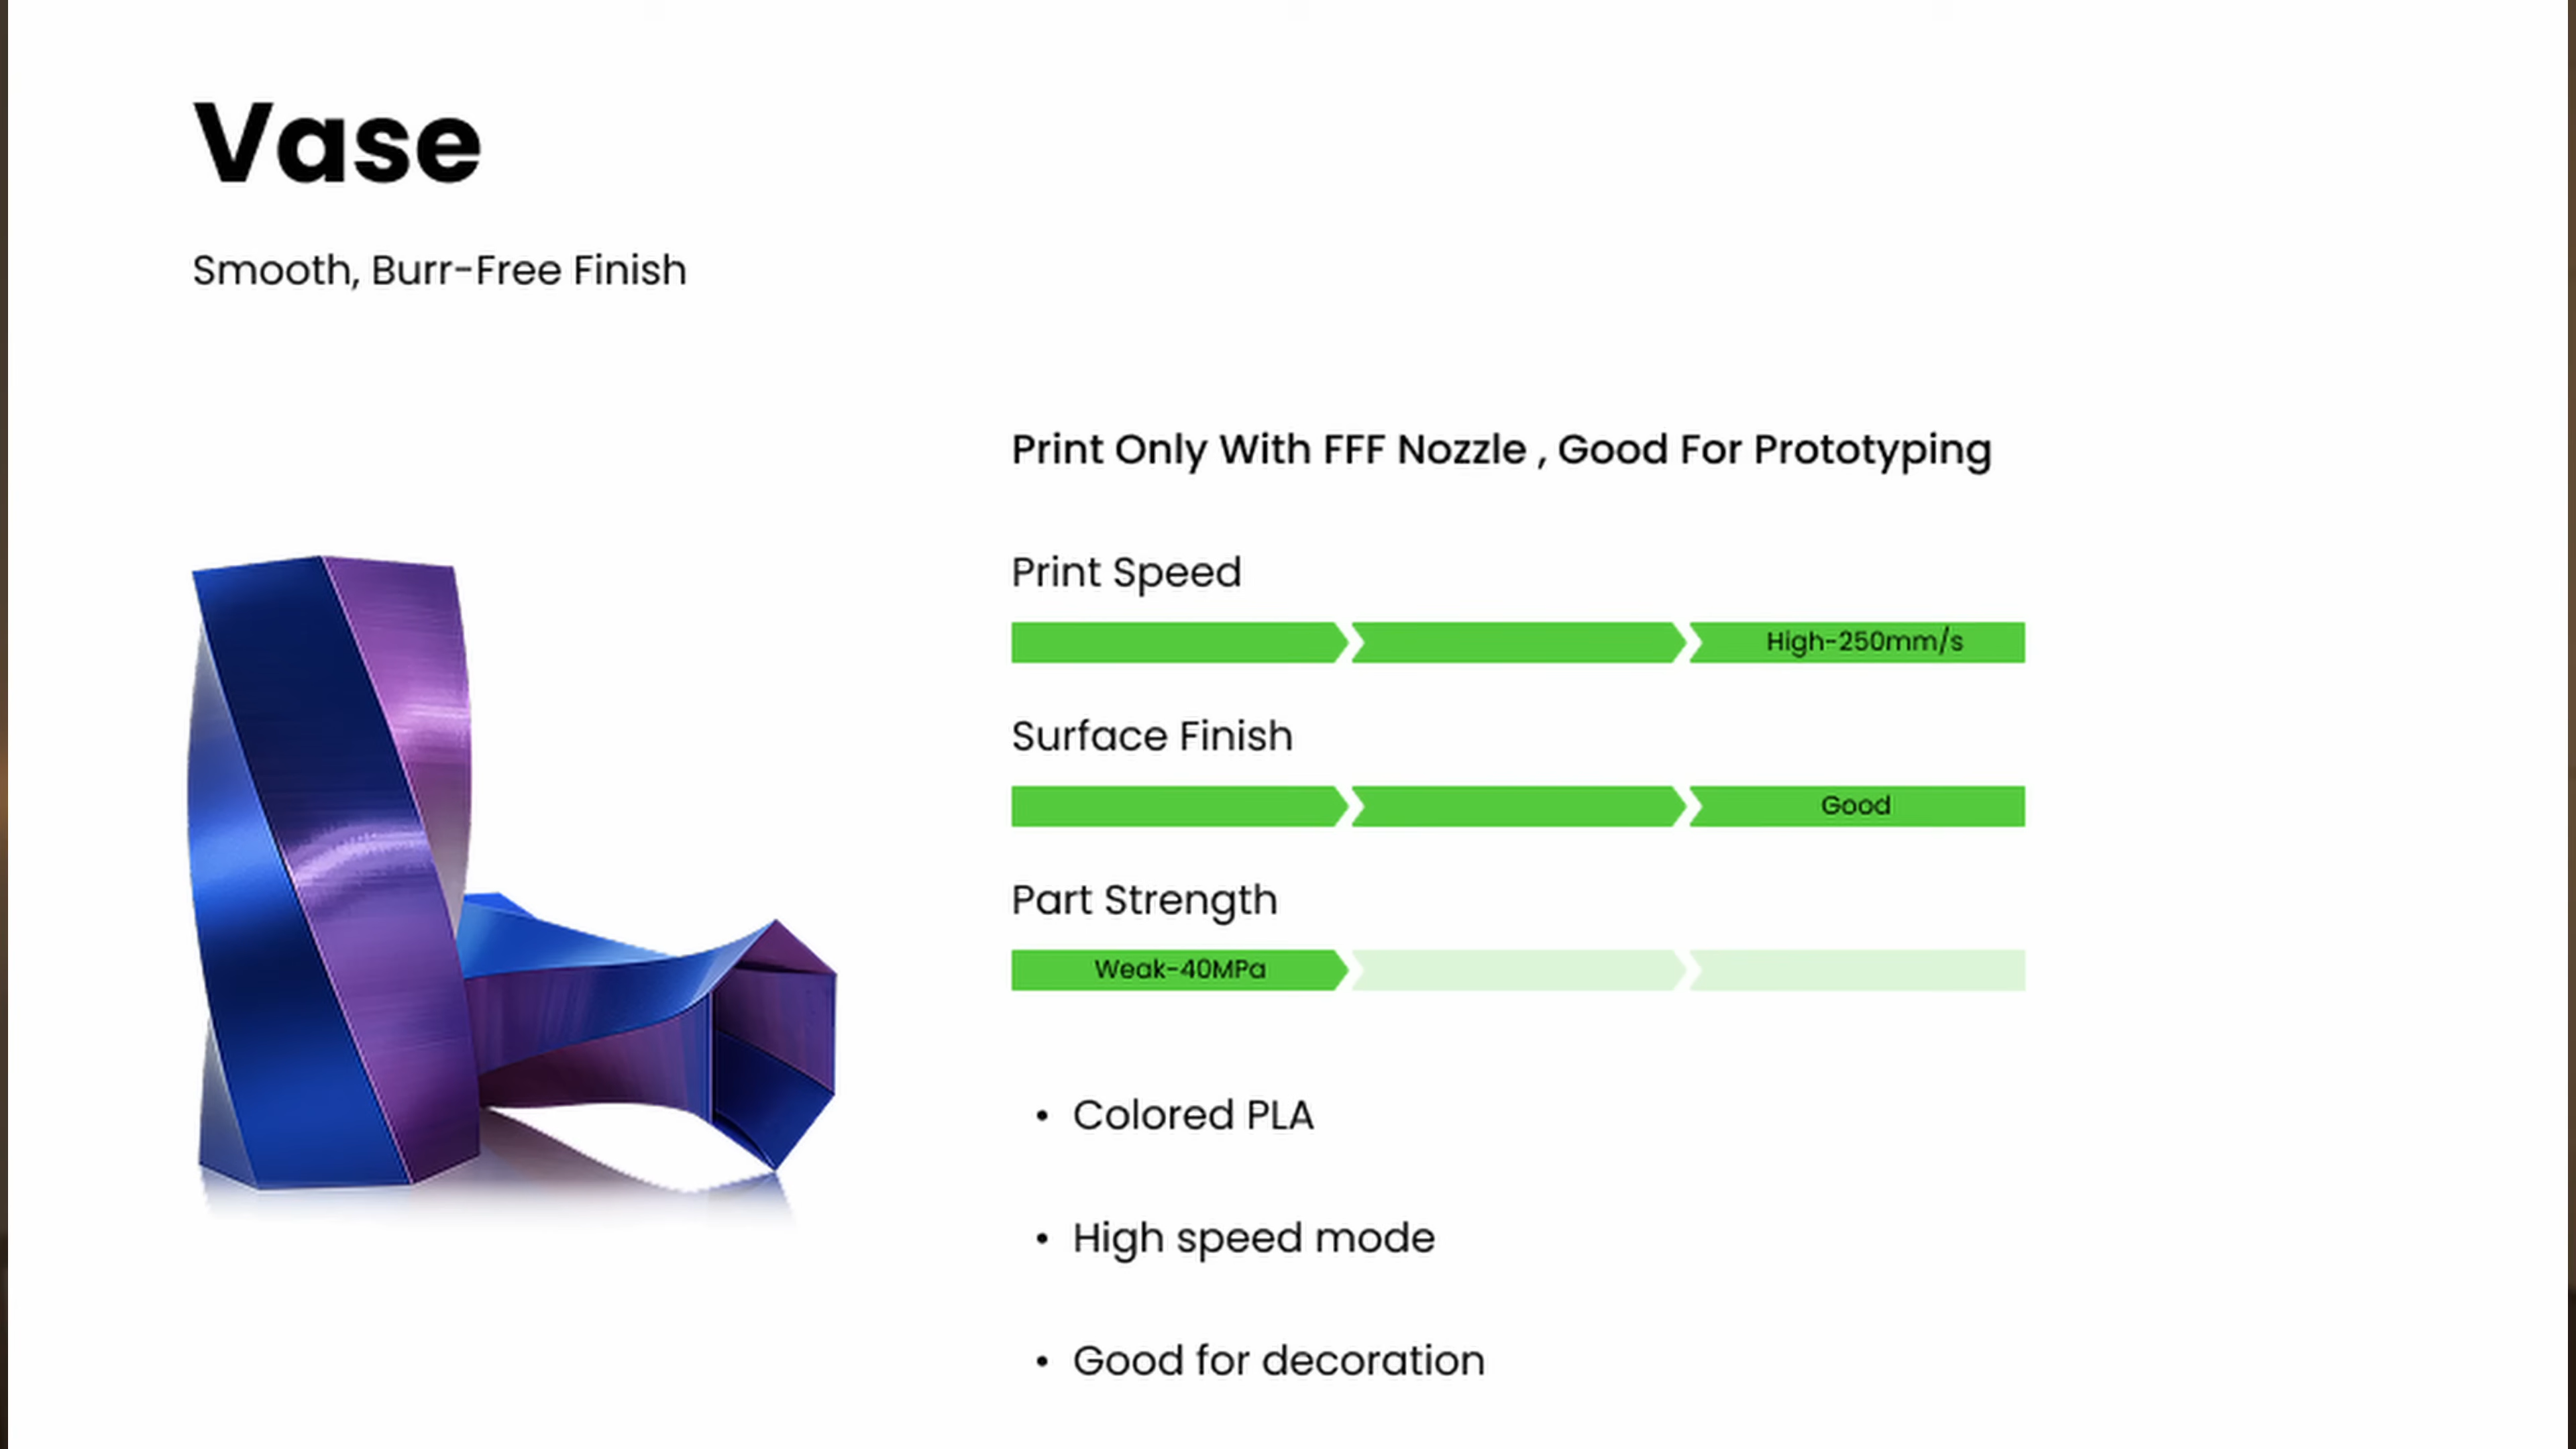 Vase
Smooth, Burr-Free Finish
Print Only With FFF Nozzle , Good For Prototyping
Print Speed
High-250mm/s
Surface Finish
Good
Part Strength
Weak-40MPa
• Colored PLA
• High speed mode
• Good for decoration